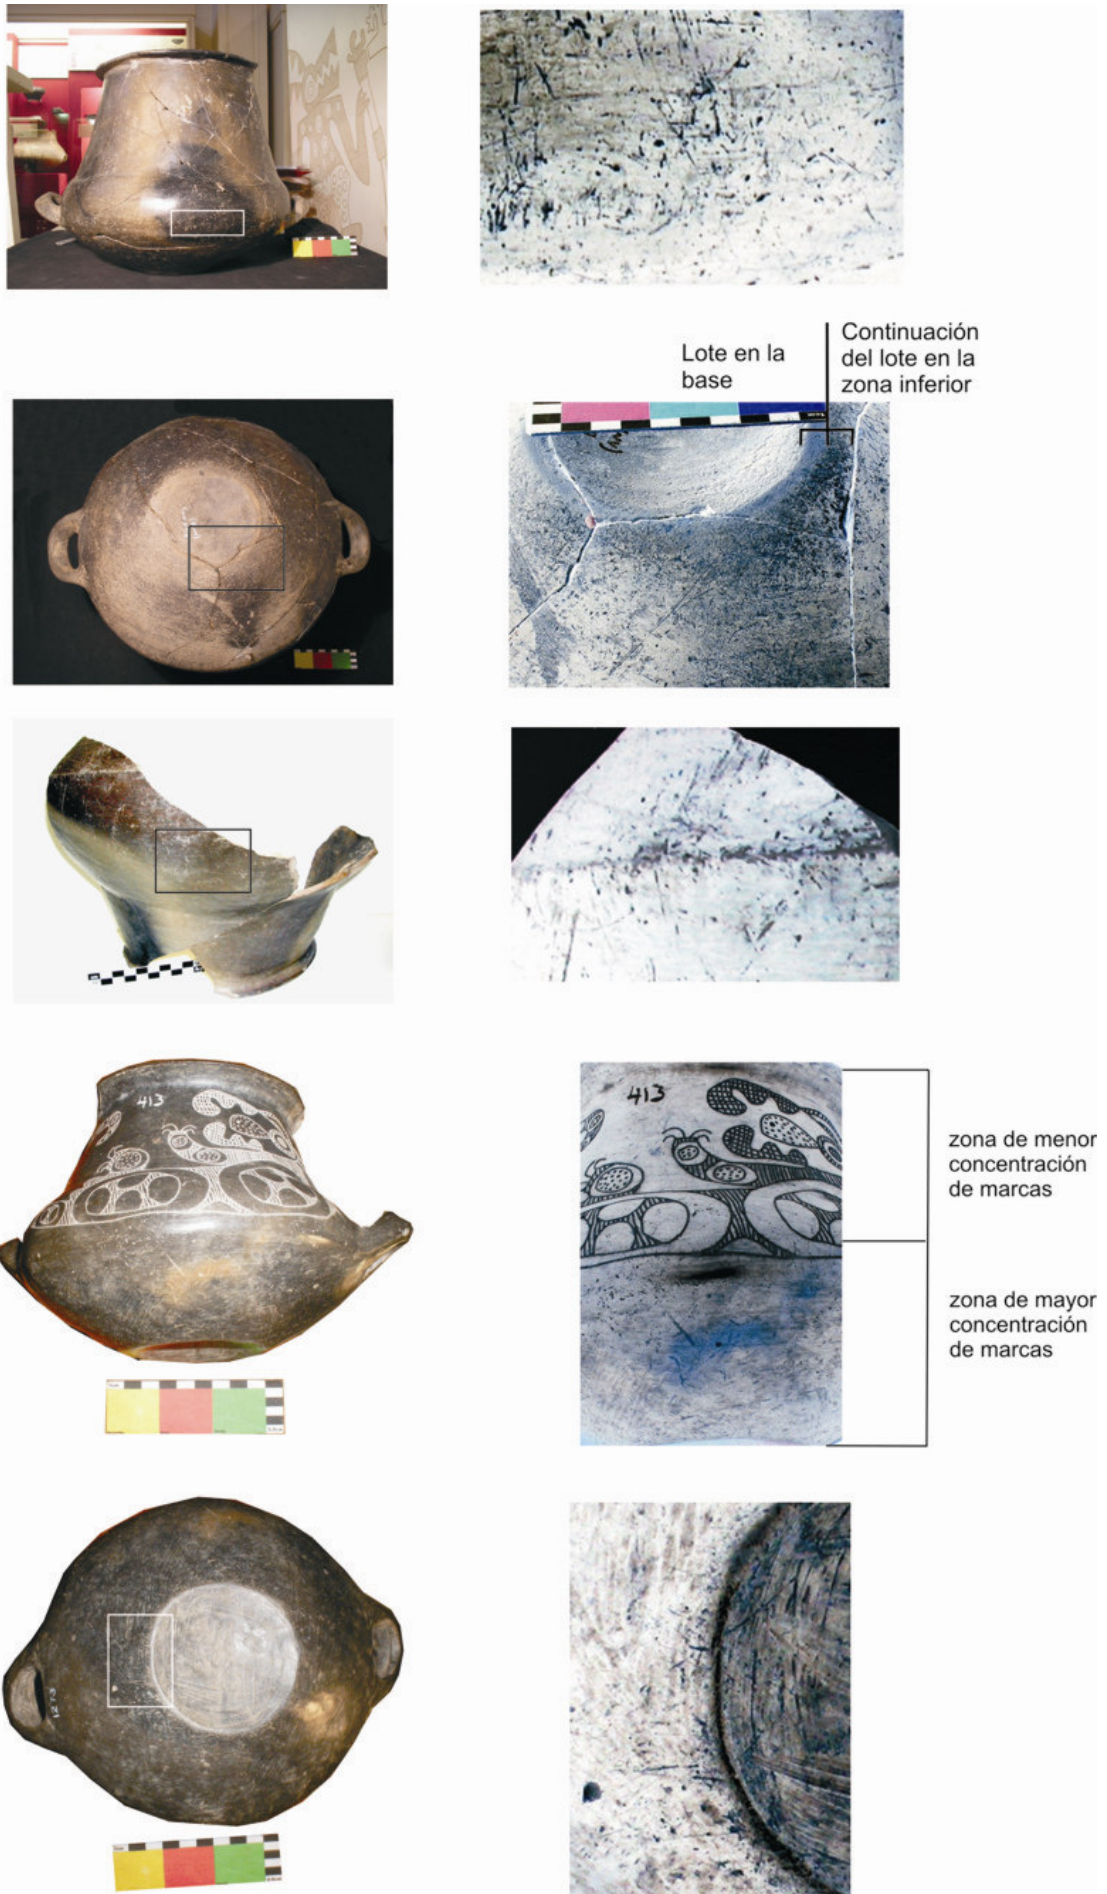 Lote en la
base
Continuación
del lote en la
zona inferior
413
413
zona de menor
concentración
de marcas
zona de mayor
concentración
de marcas
1273